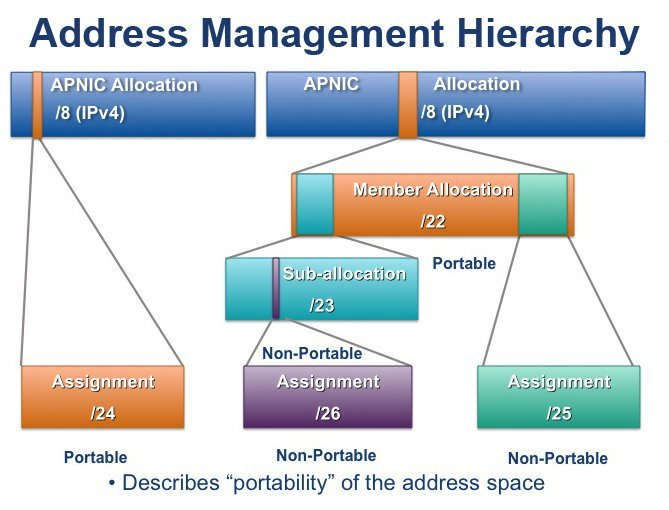 Address Management Hierarchy
APNIC Allocation
/8 (IPv4)
APNIC Allocation
/8 (IPv4)
Member Allocation
/22
Portable
Sub-allocation
/23
Non-Portable
Assignment
/24
Assignment
/26
Assignment
/25
Portable
Non-Portable
Non-Portable
• Describes “portability” of the address space